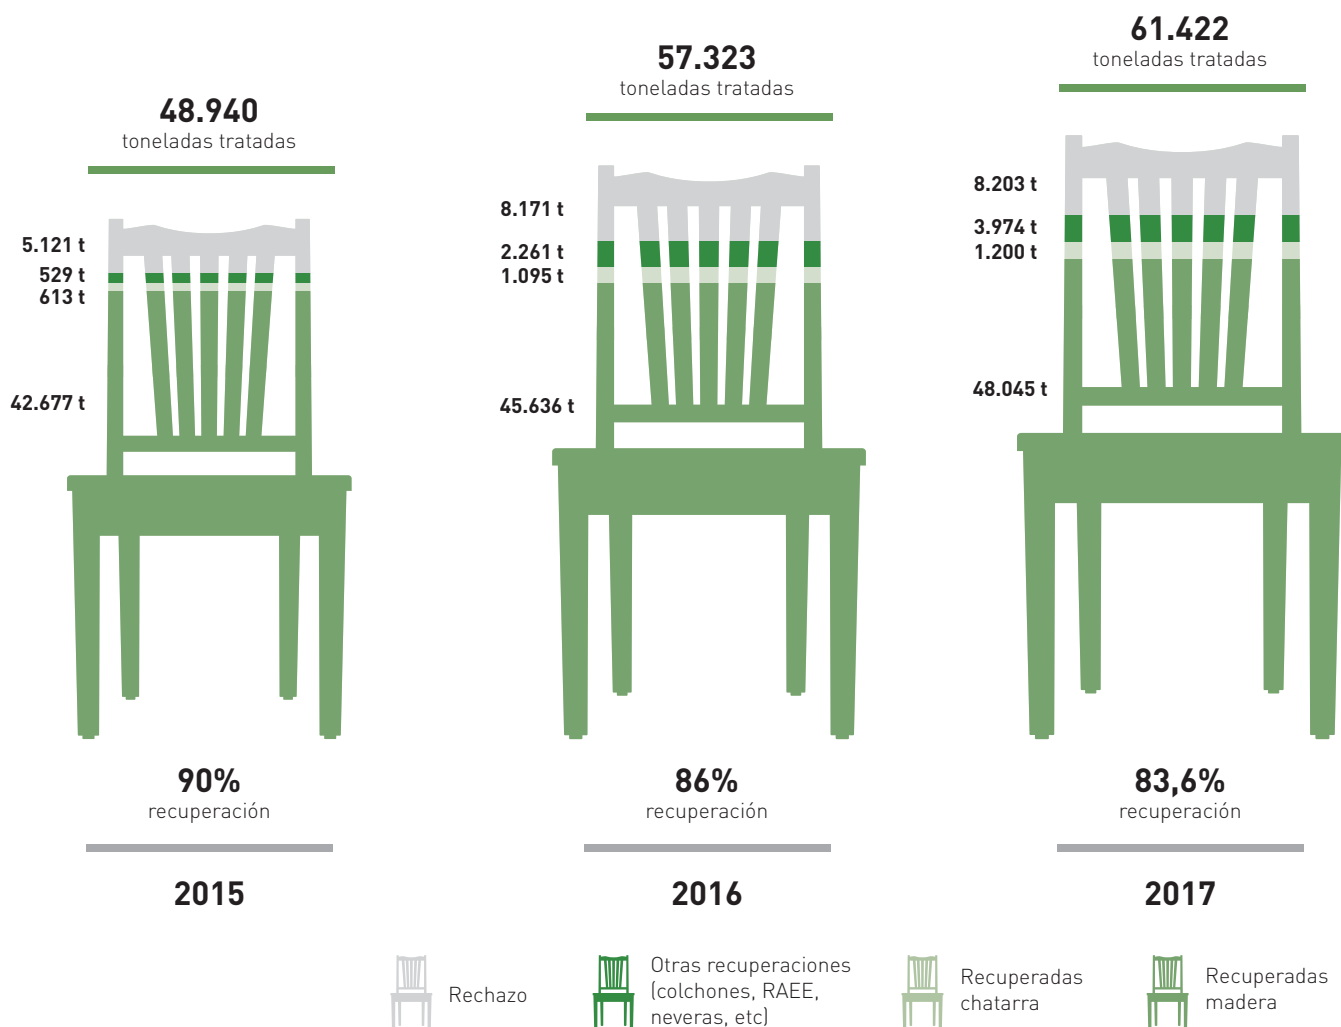 48.940
toneladas tratadas
5.121 t
529 t
613 t
42.677 t
90%
recuperación
2015
57.323
toneladas tratadas
8.171 t
2.261 t
1.095 t
45.636 t
86%
recuperación
2016
61.422
toneladas tratadas
8.203 t
3.974 t
1.200 t
48.045 t
83,6%
recuperación
2017
Rechazo
Otras recuperaciones
(colchones, RAEE,
neveras, etc)
Recuperadas
chatarra
Recuperadas
madera